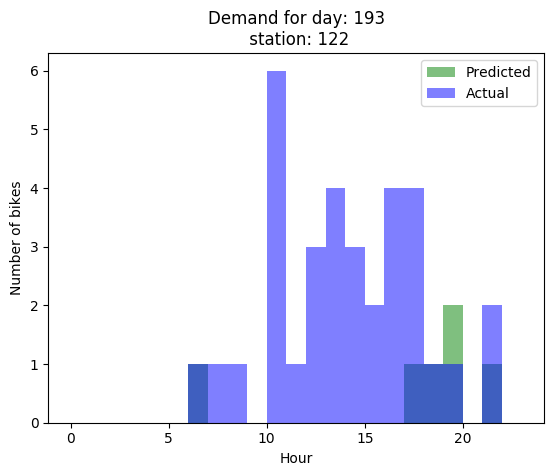 Demand for day: 193
station: 122
Predicted
Actual
Number of bikes
6
5
4
3
2
1
0
0 5 10 15 20
Hour